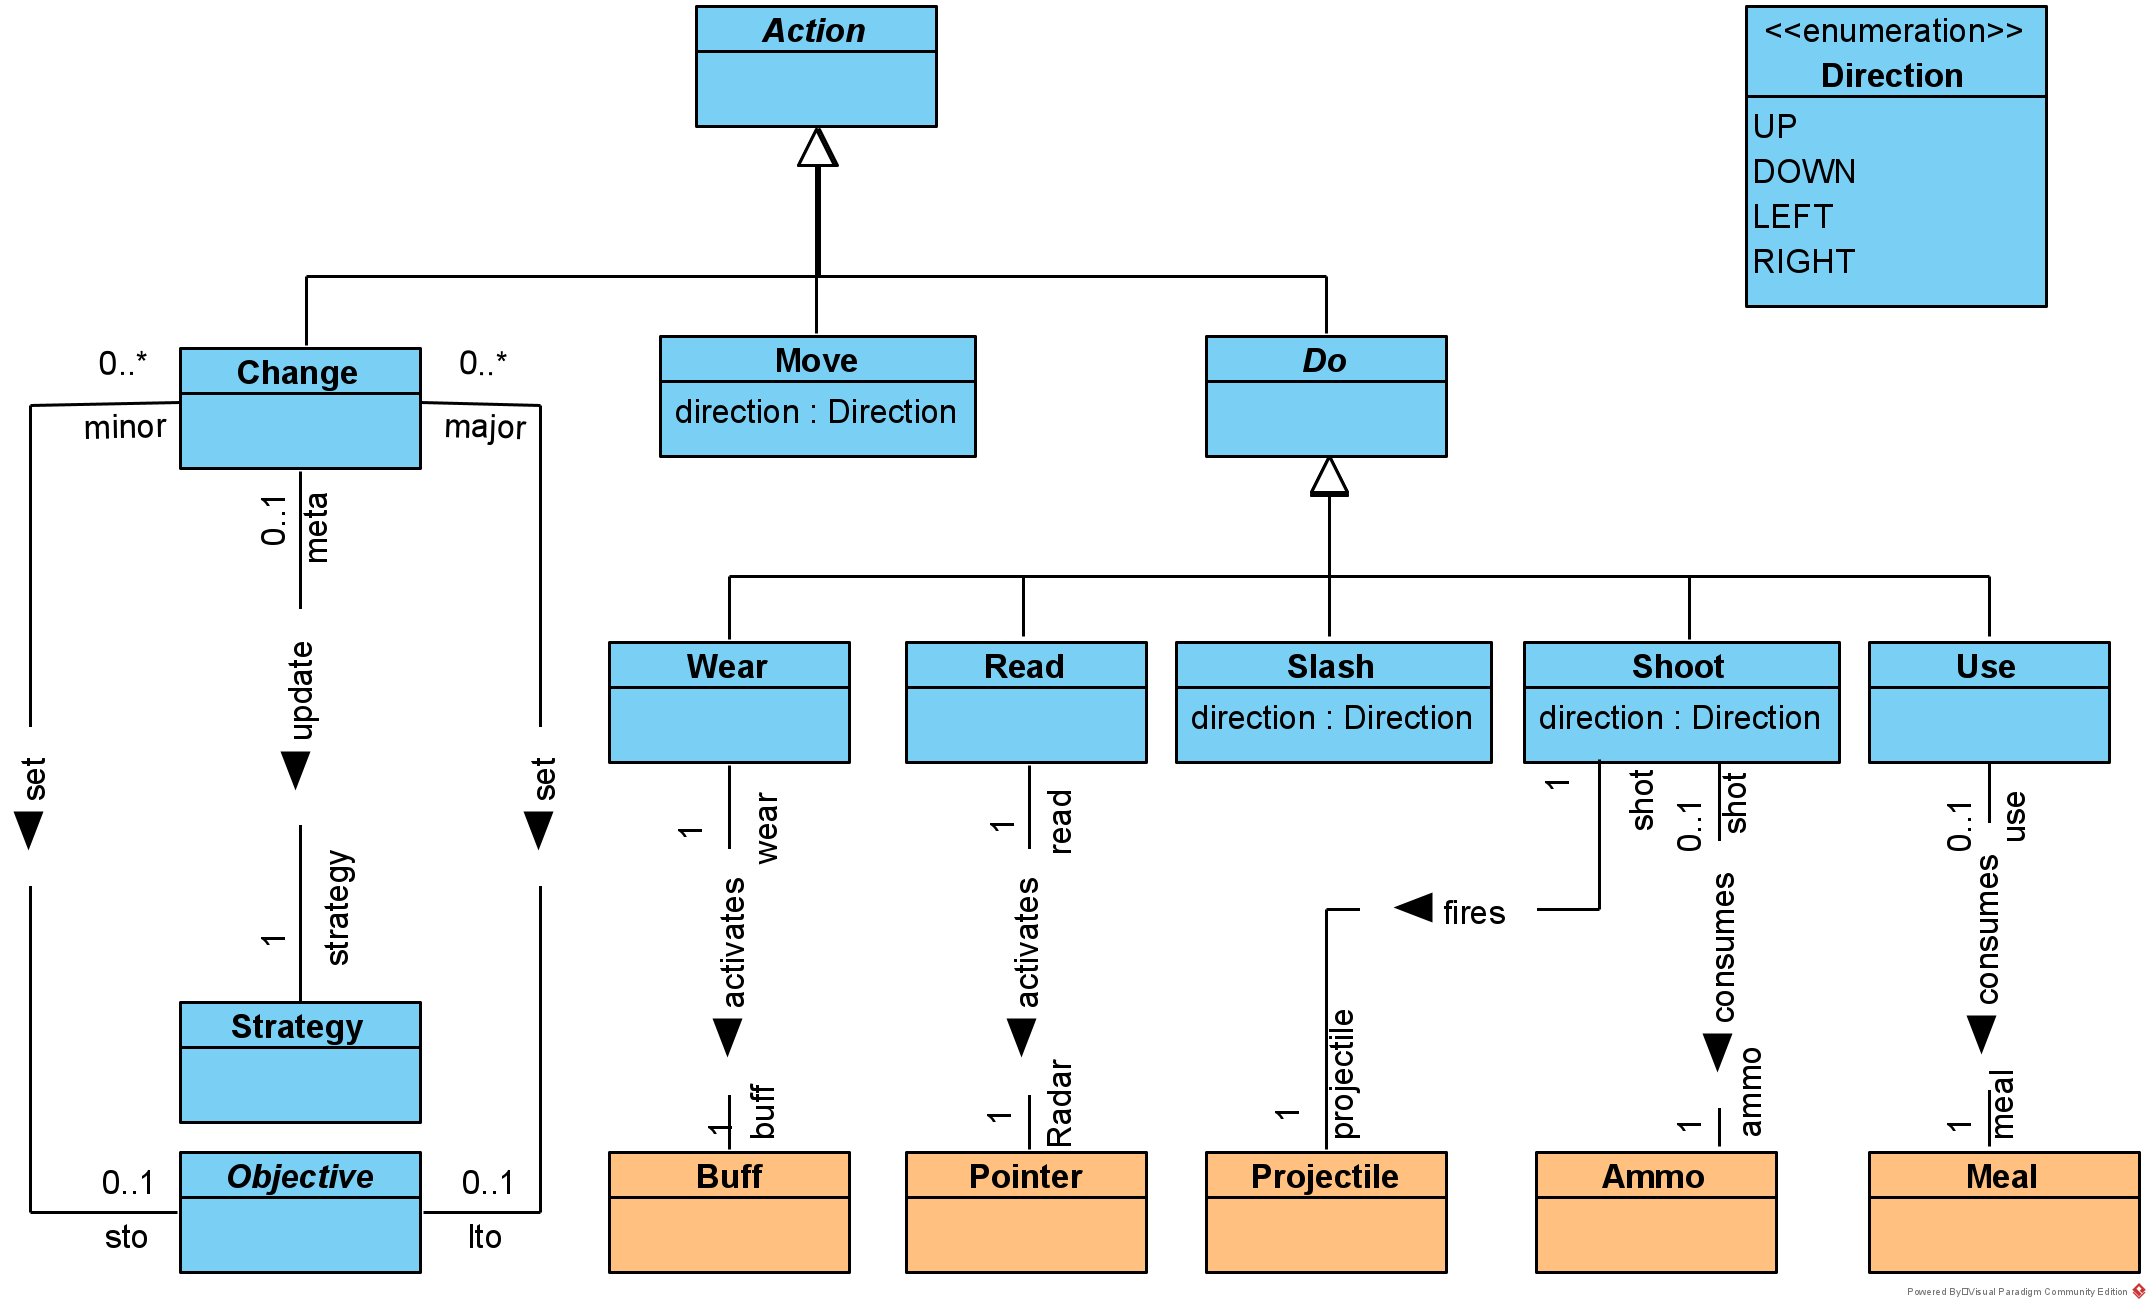 Action
<<enumeration>>
Direction
UP
DOWN
LEFT
RIGHT
0..*
minor
Change
0..*
major
Move
direction : Direction
Do
0..1
meta
update
set
set
1
strategy
Wear
Read
Slash
direction : Direction
Shoot
direction : Direction
Use
1
wear
1
read
1
shot
0..1
shot
0..1
use
activates
activates
fires
consumes
consumes
1
buff
1
Radar
1
projectile
1
ammo
1
meal
Strategy
Objective
0..1
sto
0..1
lto
Buff
Pointer
Projectile
Ammo
Meal
Powered By Visual Paradigm Community Edition